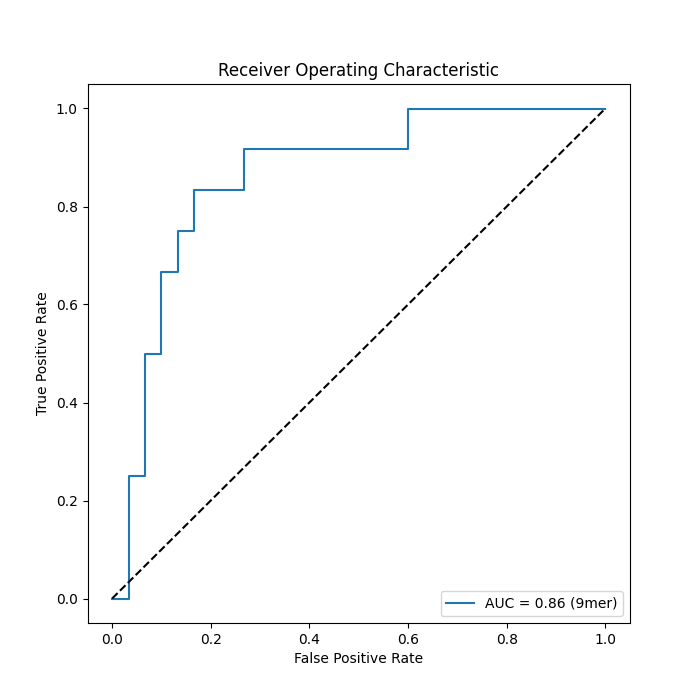 Receiver Operating Characteristic
True Positive Rate
1.0
0.8
0.6
0.4
0.2
0.0
AUC = 0.86 (9mer)
0.0 0.2 0.4 0.6 0.8 1.0
False Positive Rate